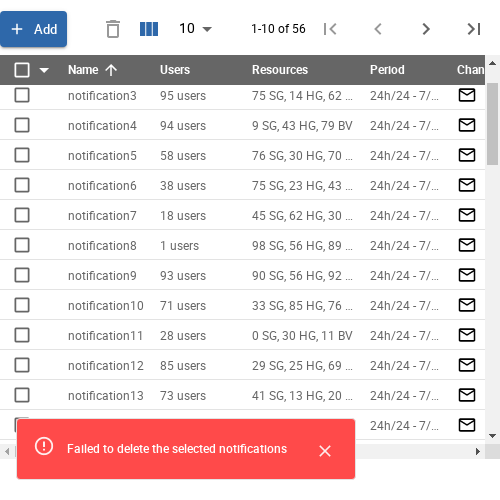 Add 10 1-10 of 56
Name Users Resources Period Chan
notification3 95 users 75 SG, 14 HG, 62 ... 24h/24 - 7/...
notification4 94 users 9 SG, 43 HG, 79 BV 24h/24 - 7/...
notification5 58 users 76 SG, 30 HG, 70 ... 24h/24 - 7/...
notification6 38 users 75 SG, 23 HG, 43 ... 24h/24 - 7/...
notification7 18 users 45 SG, 62 HG, 30 ... 24h/24 - 7/...
notification8 1 users 98 SG, 56 HG, 89 ... 24h/24 - 7/...
notification9 93 users 90 SG, 56 HG, 92 ... 24h/24 - 7/...
notification10 71 users 33 SG, 85 HG, 76 ... 24h/24 - 7/...
notification11 28 users 0 SG, 30 HG, 11 BV 24h/24 - 7/...
notification12 85 users 29 SG, 25 HG, 69 ... 24h/24 - 7/...
notification13 73 users 41 SG, 13 HG, 20 ... 24h/24 - 7/...
24h/24 - 7/...
Failed to delete the selected notifications